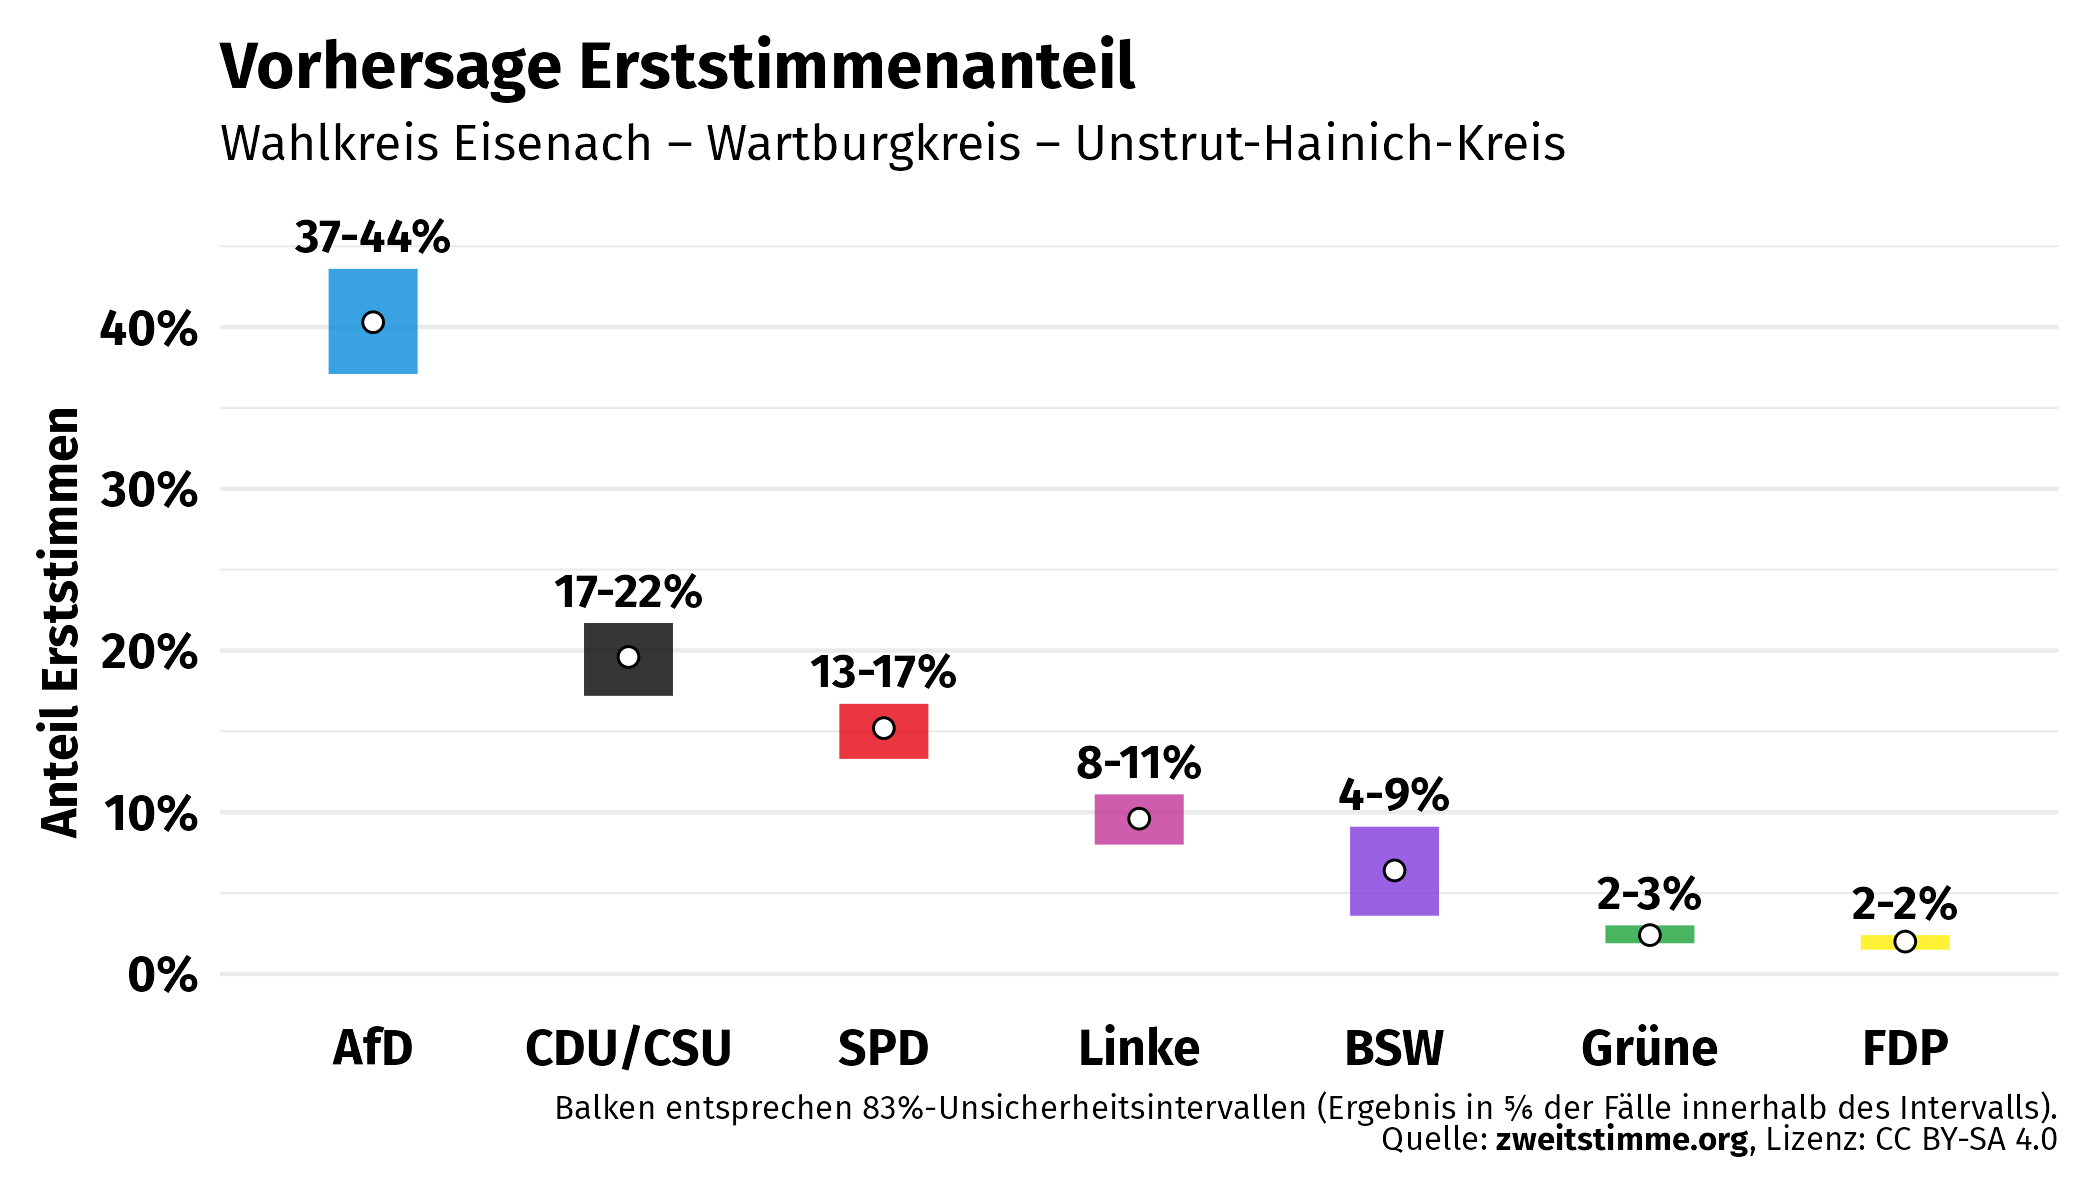 Vorhersage Erststimmenanteil
Wahlkreis Eisenach – Wartburgkreis – Unstrut-Hainich-Kreis
Anteil Erststimmen
40%
30%
20%
10%
0%
37-44%
17-22%
13-17%
8-11%
4-9%
2-3%
2-2%
AfD
CDU/CSU
SPD
Linke
BSW
Grüne
FDP
Balken entsprechen 83%-Unsicherheitsintervallen (Ergebnis in ⅚ der Fälle innerhalb des Intervalls).
Quelle: zweitstimme.org, Lizenz: CC BY-SA 4.0